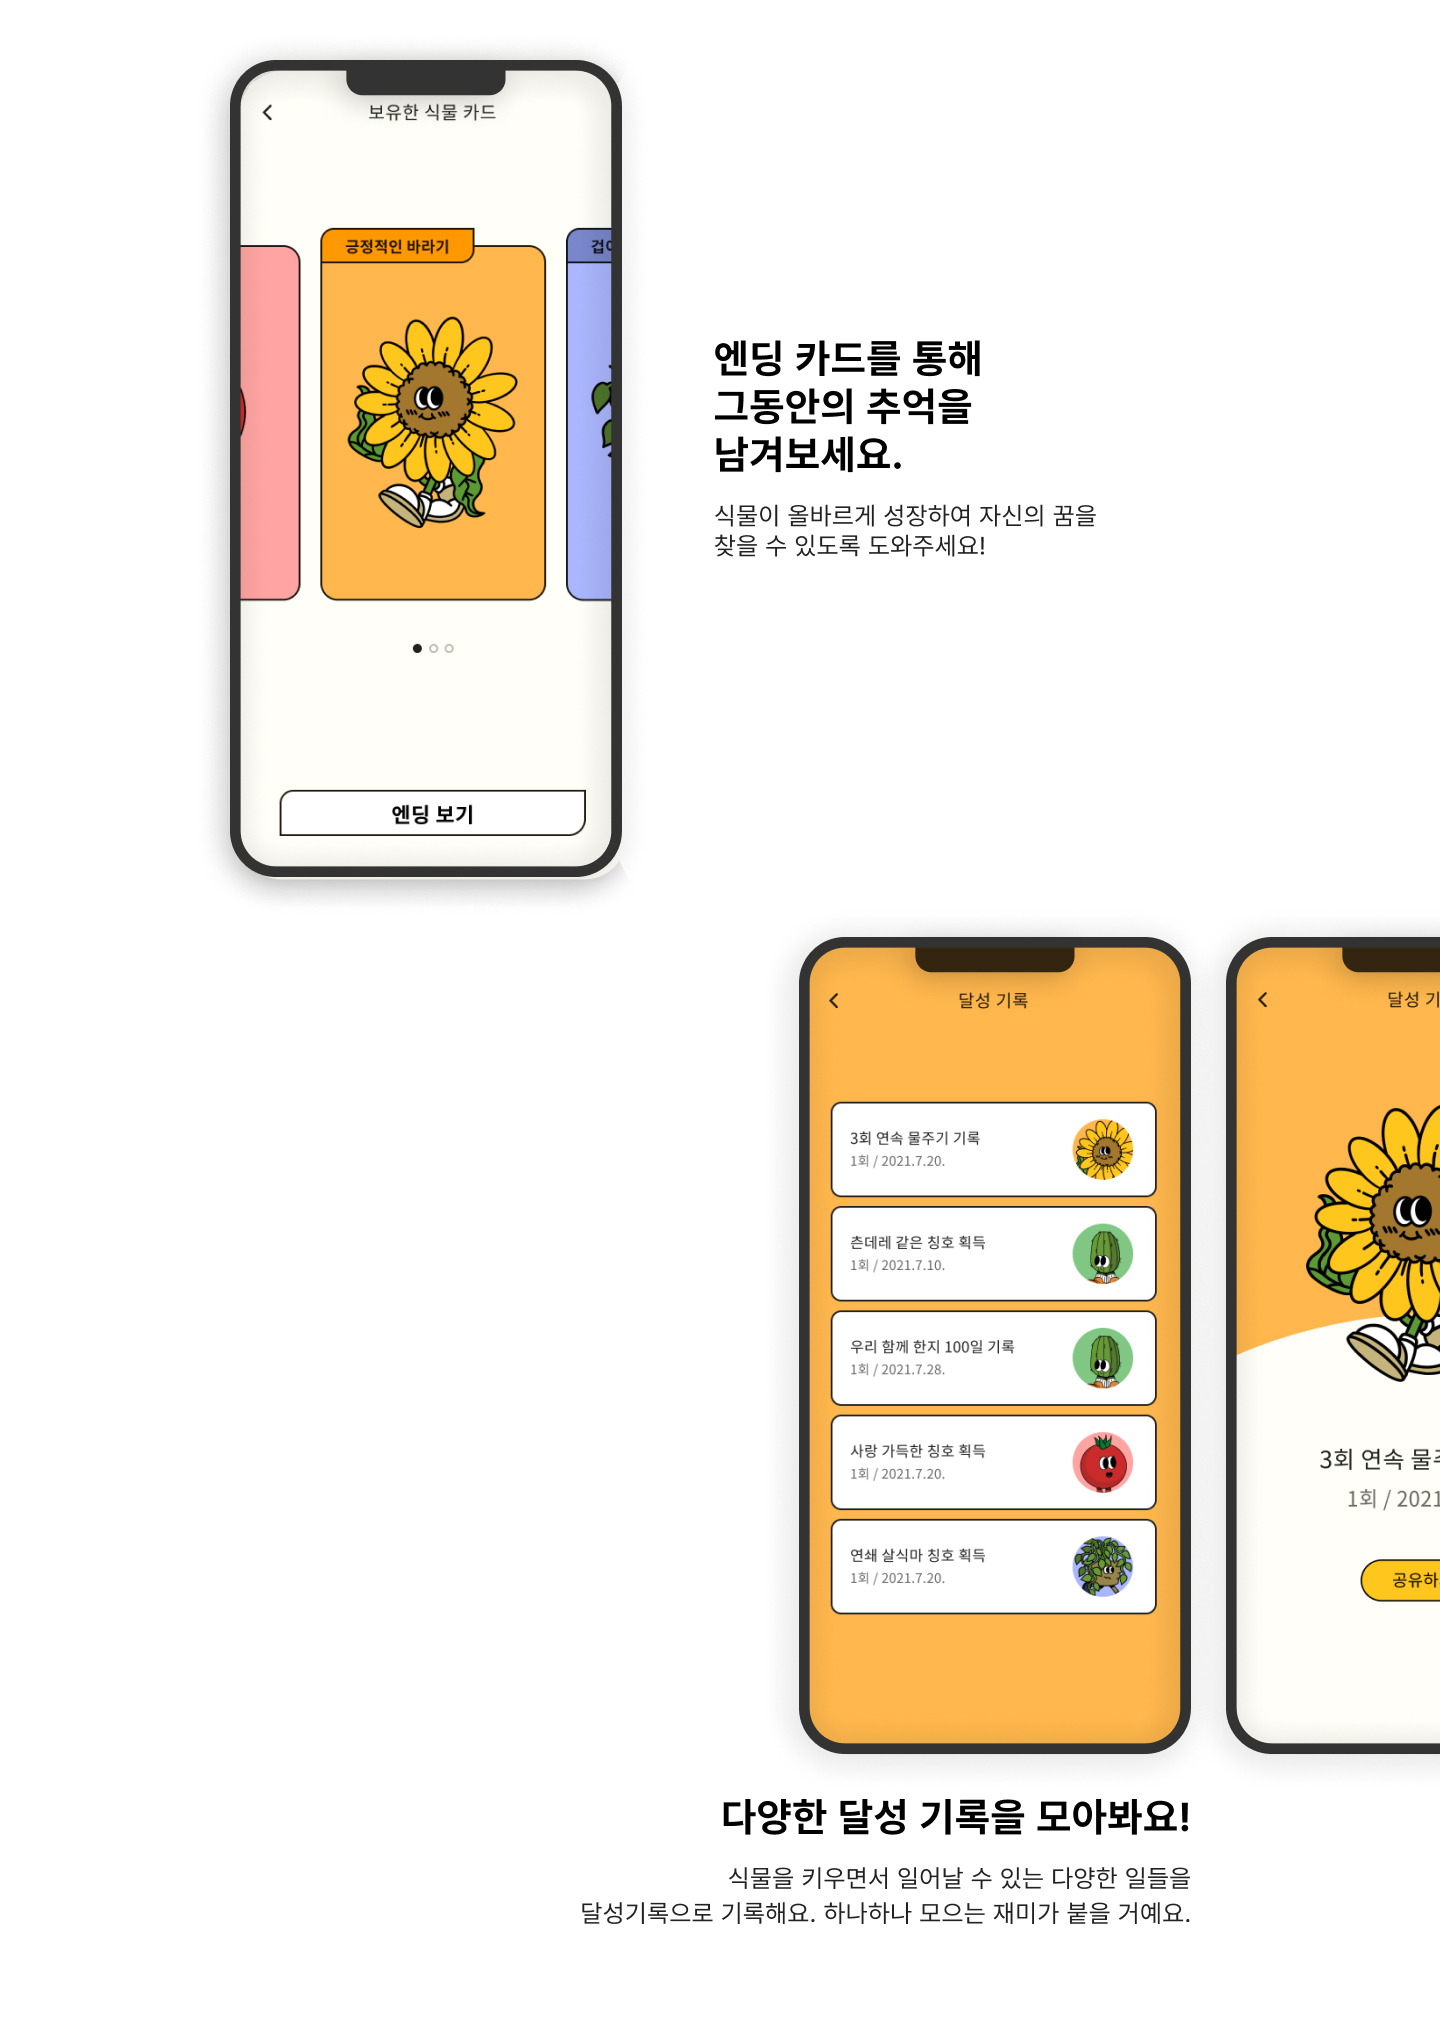 보유한 식물 카드
긍정적인 바라기
겁이
엔딩 보기
엔딩 카드를 통해
그동안의 추억을
남겨보세요.
식물이 올바르게 성장하여 자신의 꿈을
찾을 수 있도록 도와주세요!
달성 기록
3회 연속 물주기 기록
1회 / 2021.7.20.
츤데레 같은 칭호 획득
1회 / 2021.7.10.
우리 함께 한지 100일 기록
1회 / 2021.7.28.
사랑 가득한 칭호 획득
1회 / 2021.7.20.
연쇄 살식마 칭호 획득
1회 / 2021.7.20.
달성 기
3회 연속 물주
1회 / 2021
공유하
다양한 달성 기록을 모아봐요!
식물을 키우면서 일어날 수 있는 다양한 일들을
달성기록으로 기록해요. 하나하나 모으는 재미가 붙을 거예요.